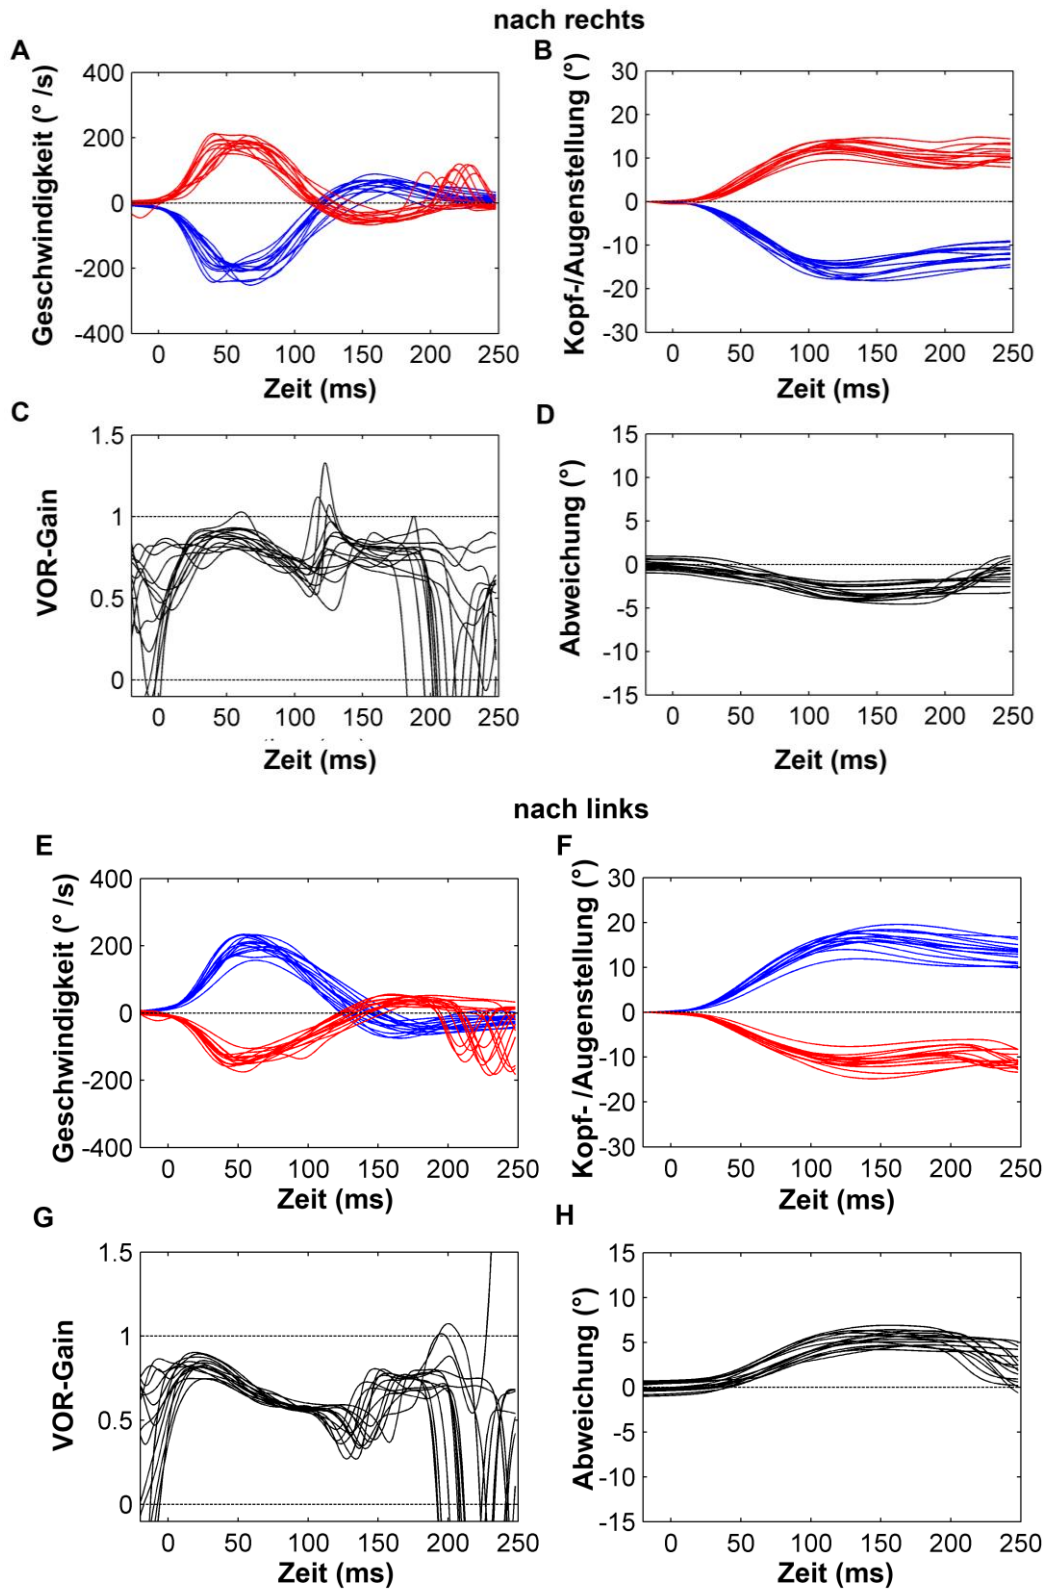 nach rechts
A
Geschwindigkeit (° /s)
400
200
0
-200
-400
0 50 100 150 200 250
Zeit (ms)
B
Kopf-/Augenstellung (°)
30
20
10
0
-10
-20
-30
0 50 100 150 200 250
Zeit (ms)
C
VOR-Gain
1.5
1
0.5
0
0 50 100 150 200 250
Zeit (ms)
D
Abweichung (°)
15
10
5
0
-5
-10
-15
0 50 100 150 200 250
Zeit (ms)
nach links
E
Geschwindigkeit (° /s)
400
200
0
-200
-400
0 50 100 150 200 250
Zeit (ms)
F
Kopf- /Augenstellung (°)
30
20
10
0
-10
-20
-30
0 50 100 150 200 250
Zeit (ms)
G
VOR-Gain
1.5
1
0.5
0
0 50 100 150 200 250
Zeit (ms)
H
Abweichung (°)
15
10
5
0
-5
-10
-15
0 50 100 150 200 250
Zeit (ms)